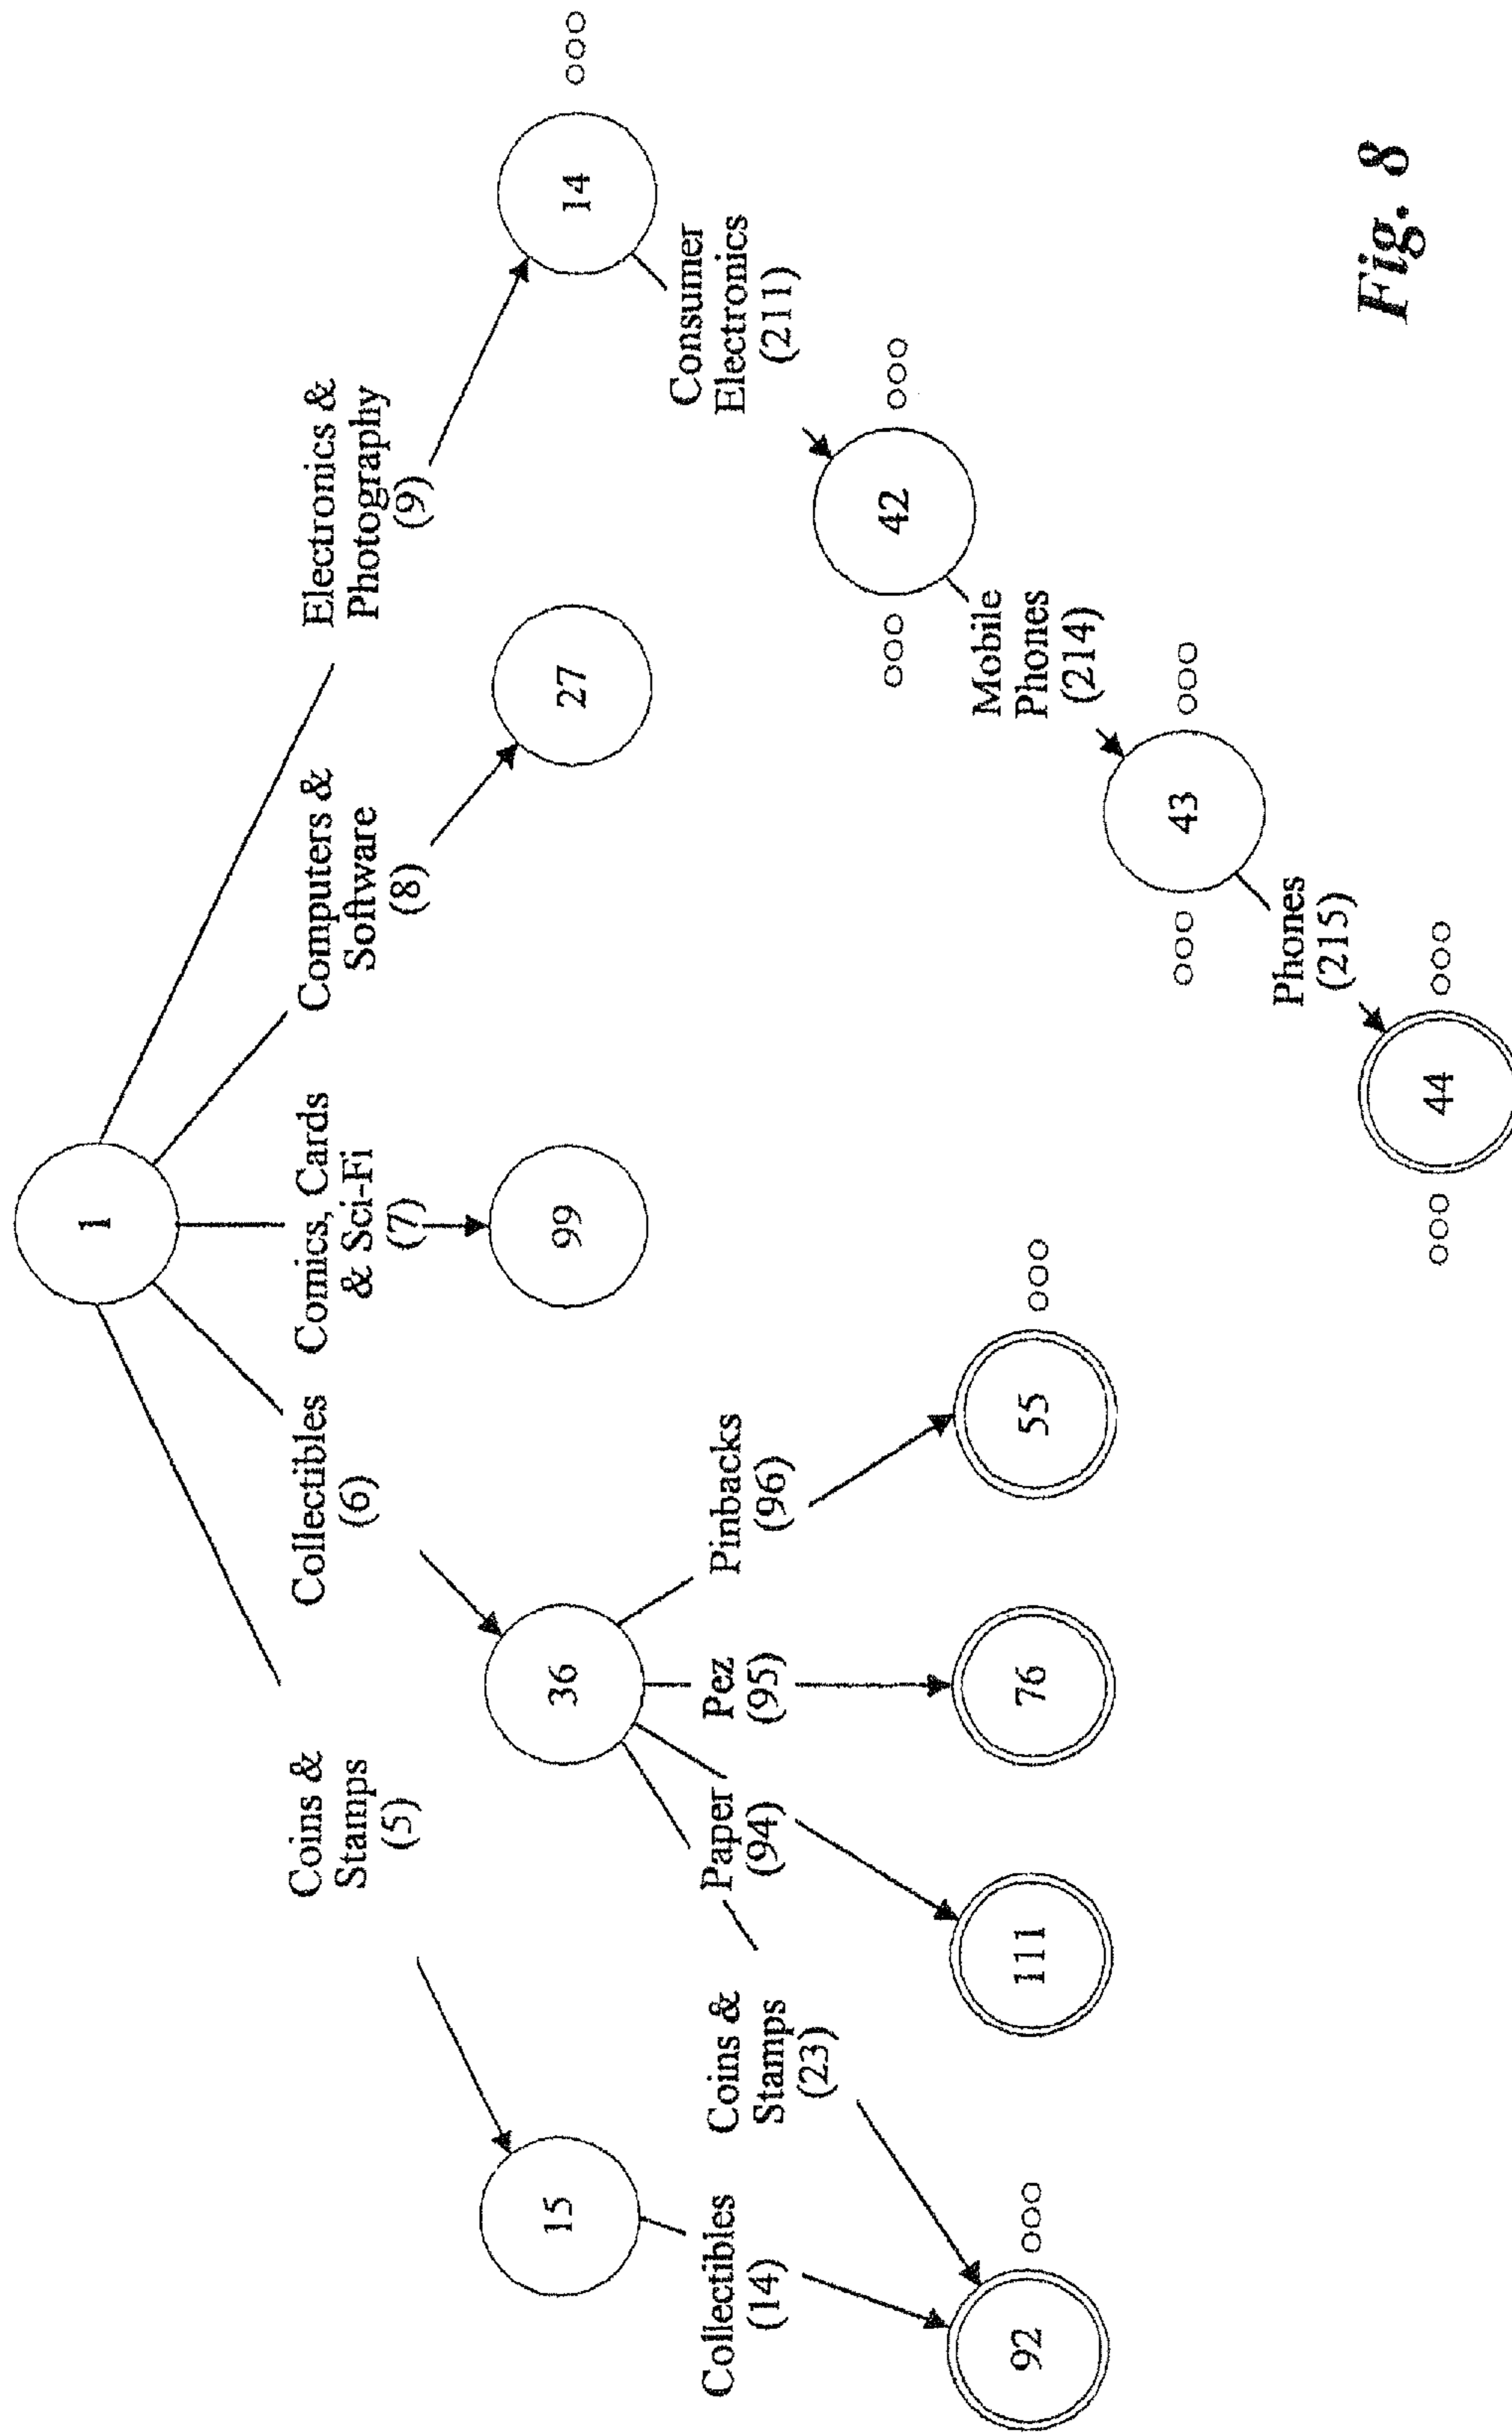 1
Coins &
Stamps
(5)
Collectibles
(6)
Comics, Cards
& Sci-Fi
(7)
Computers &
Software
(8)
Electronics &
Photography
(9)
15
36
99
27
14
Collectibles
(14)
Coins &
Stamps
(23)
Paper
(94)
Pez
(95)
Pinbacks
(96)
Consumer
Electronics
(211)
92
111
76
55
42
Mobile
Phones
(214)
43
Phones
(215)
44
Fig. 8